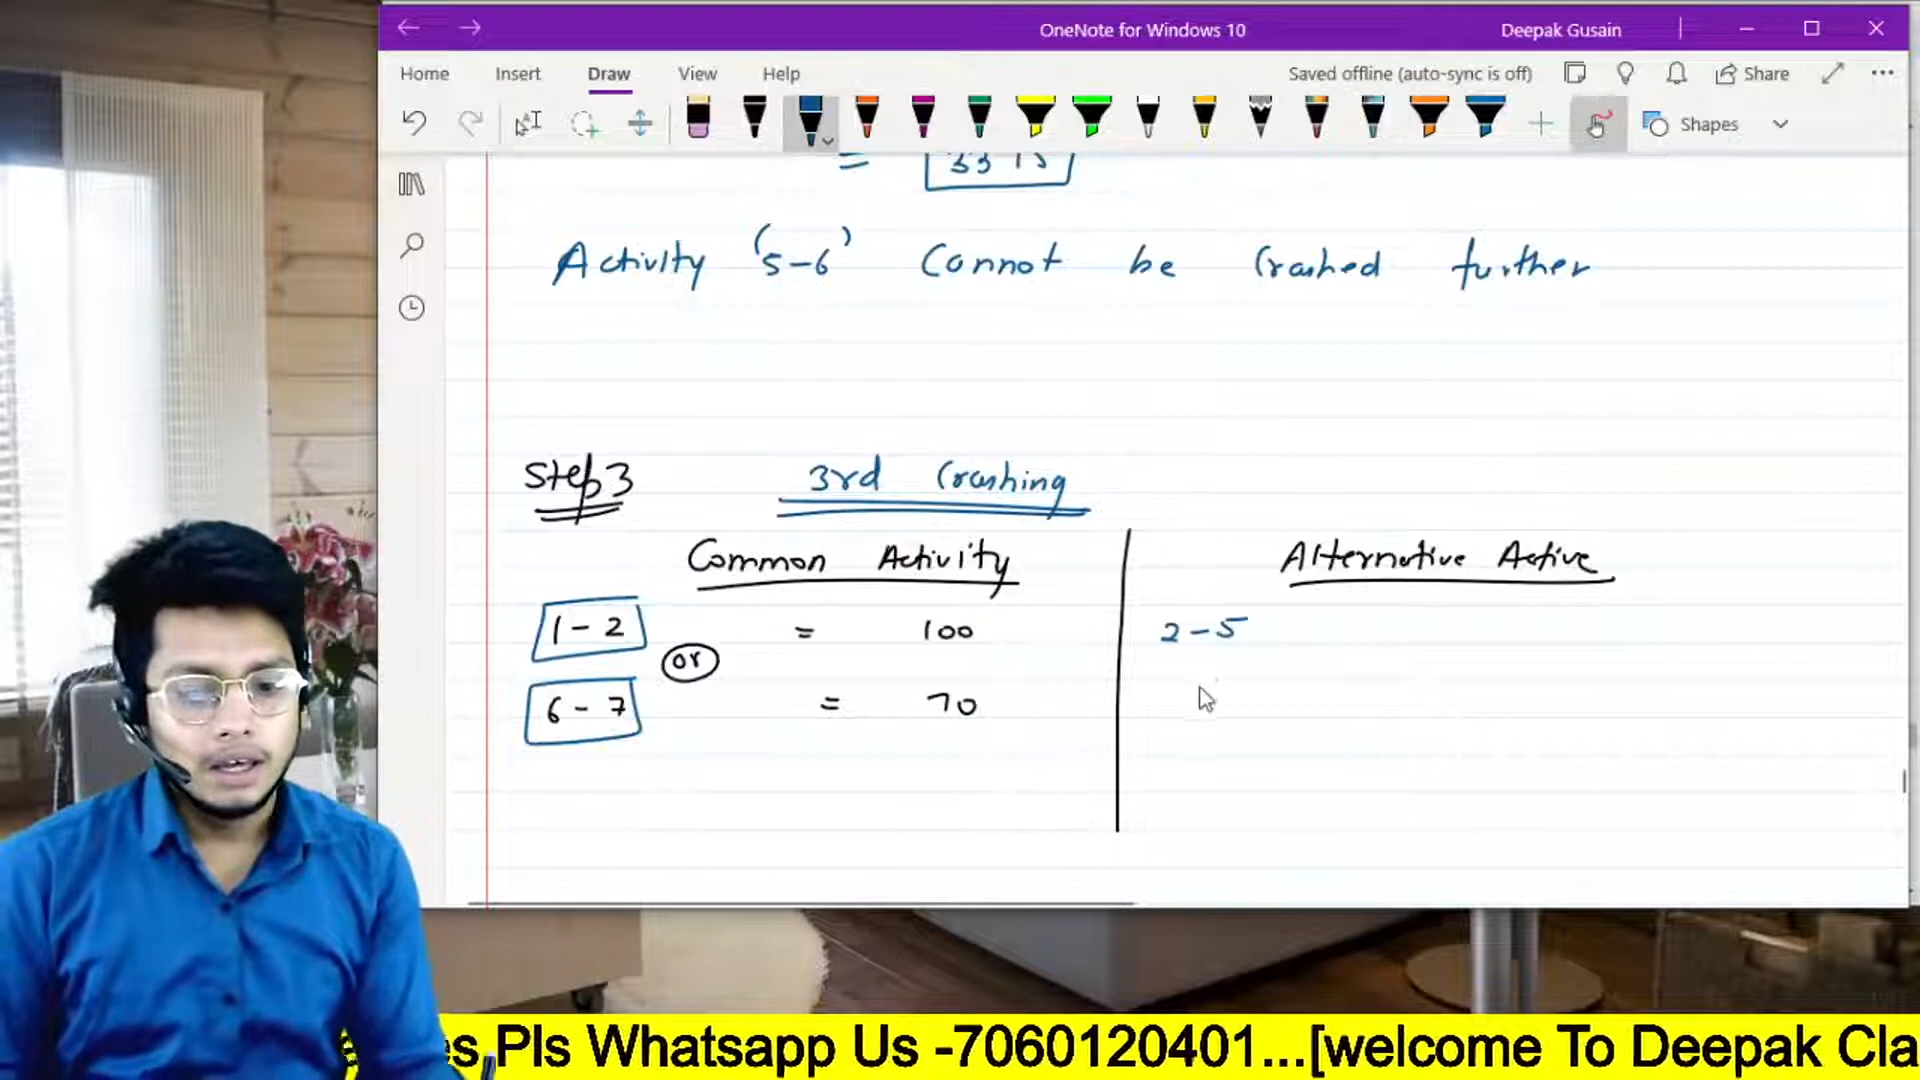 OneNote for Windows 10
Deepak Gusain
Home Insert Draw View Help
Saved offline (auto-sync is off)
Share
Shapes
=
Activity '5-6' Cannot be Crashed further
Step 3 3rd Crashing
Common Activity
Alternative Active
1 - 2 = 100
2 - 5
or
6 - 7 = 70
es Pls Whatsapp Us -7060120401...[welcome To Deepak Cla